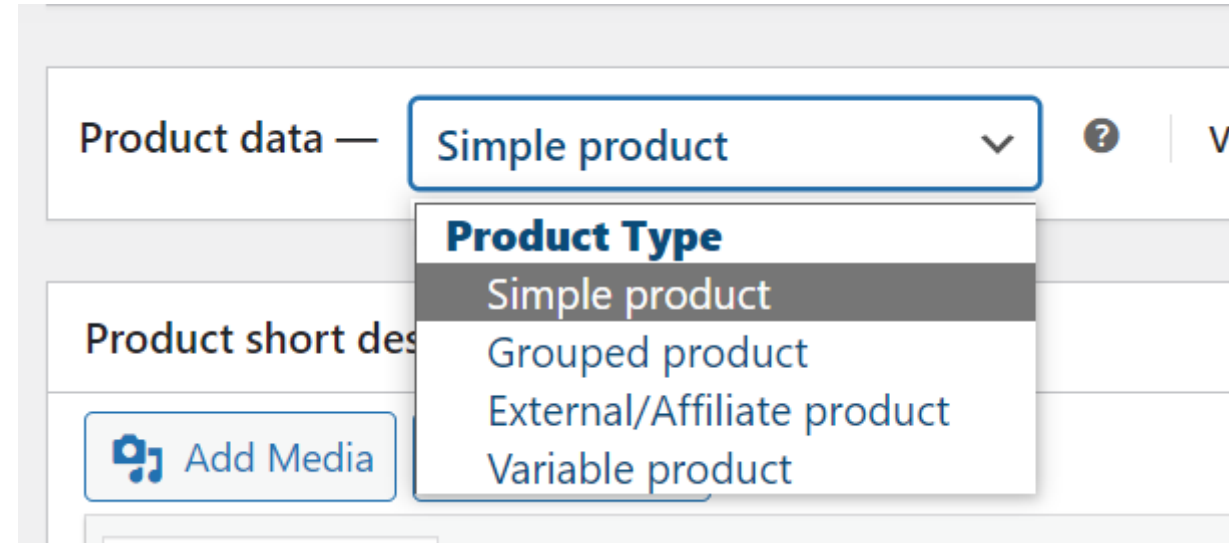 Product data —
Simple product
Product Type
Simple product
Grouped product
External/Affiliate product
Variable product
Product short
Add Media